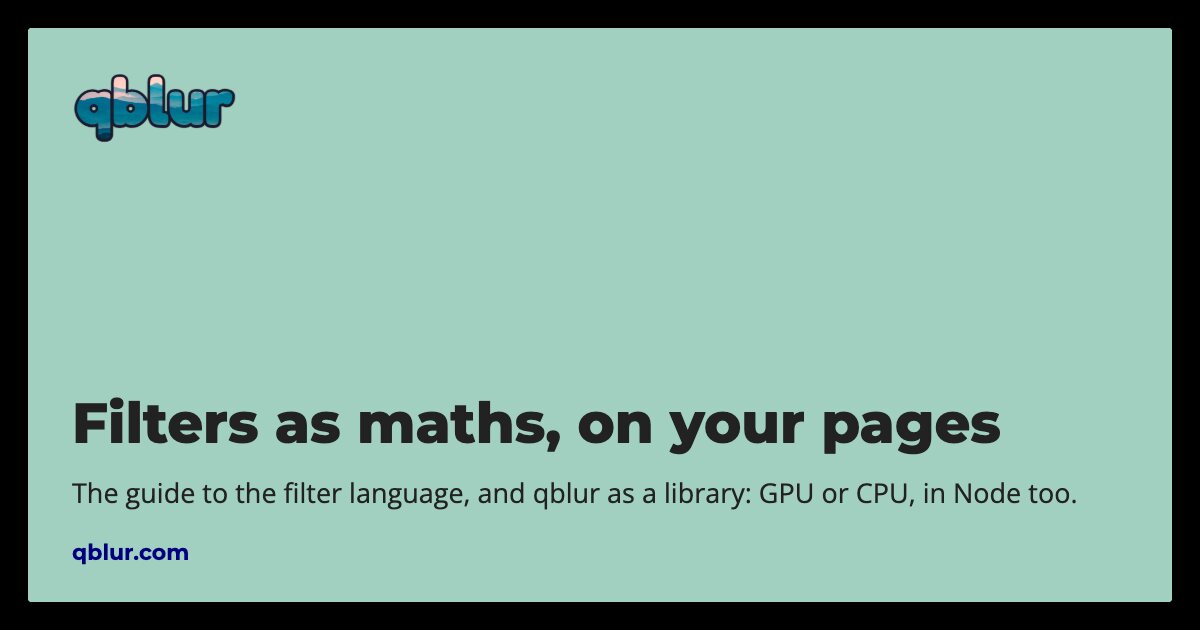 qblur
Filters as maths, on your pages
The guide to the filter language, and qblur as a library: GPU or CPU, in Node too.
qblur.com